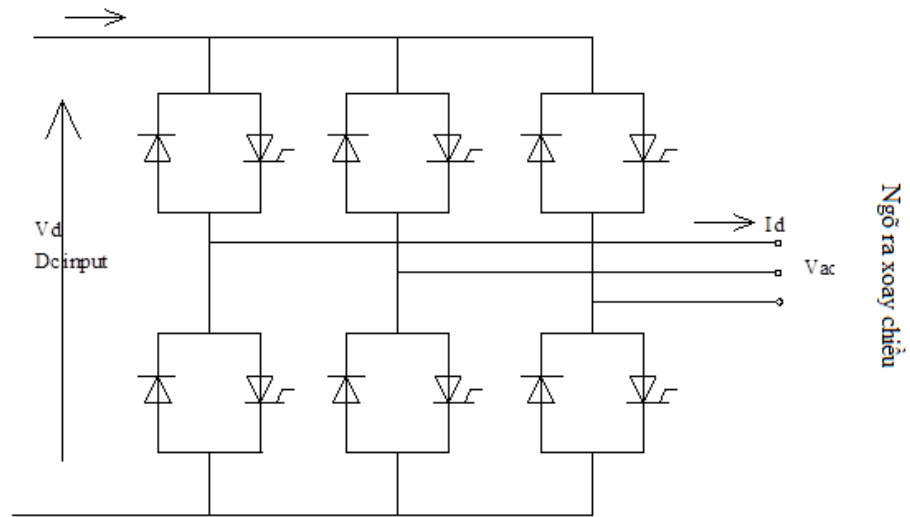 Vd
Dcinput
Id
Vac
Ngõ ra xoay chiều